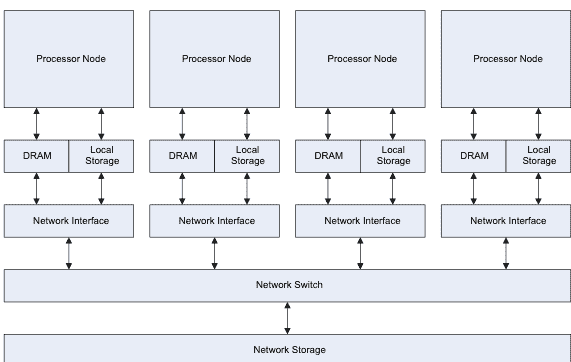 Processor Node
Processor Node
Processor Node
Processor Node
DRAM
Local
Storage
DRAM
Local
Storage
DRAM
Local
Storage
DRAM
Local
Storage
Network Interface
Network Interface
Network Interface
Network Interface
Network Switch
Network Storage